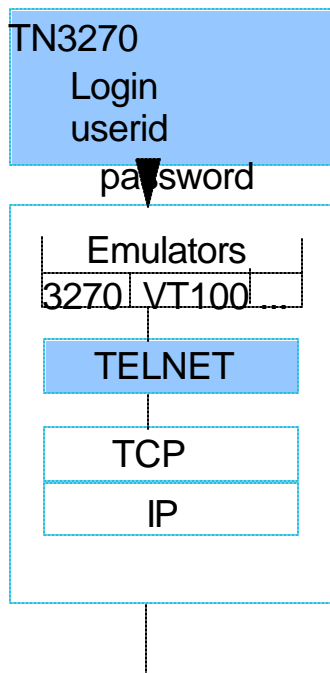 TN3270
Login
userid
password
Emulators
3270 VT100 ...
TELNET
TCP
IP